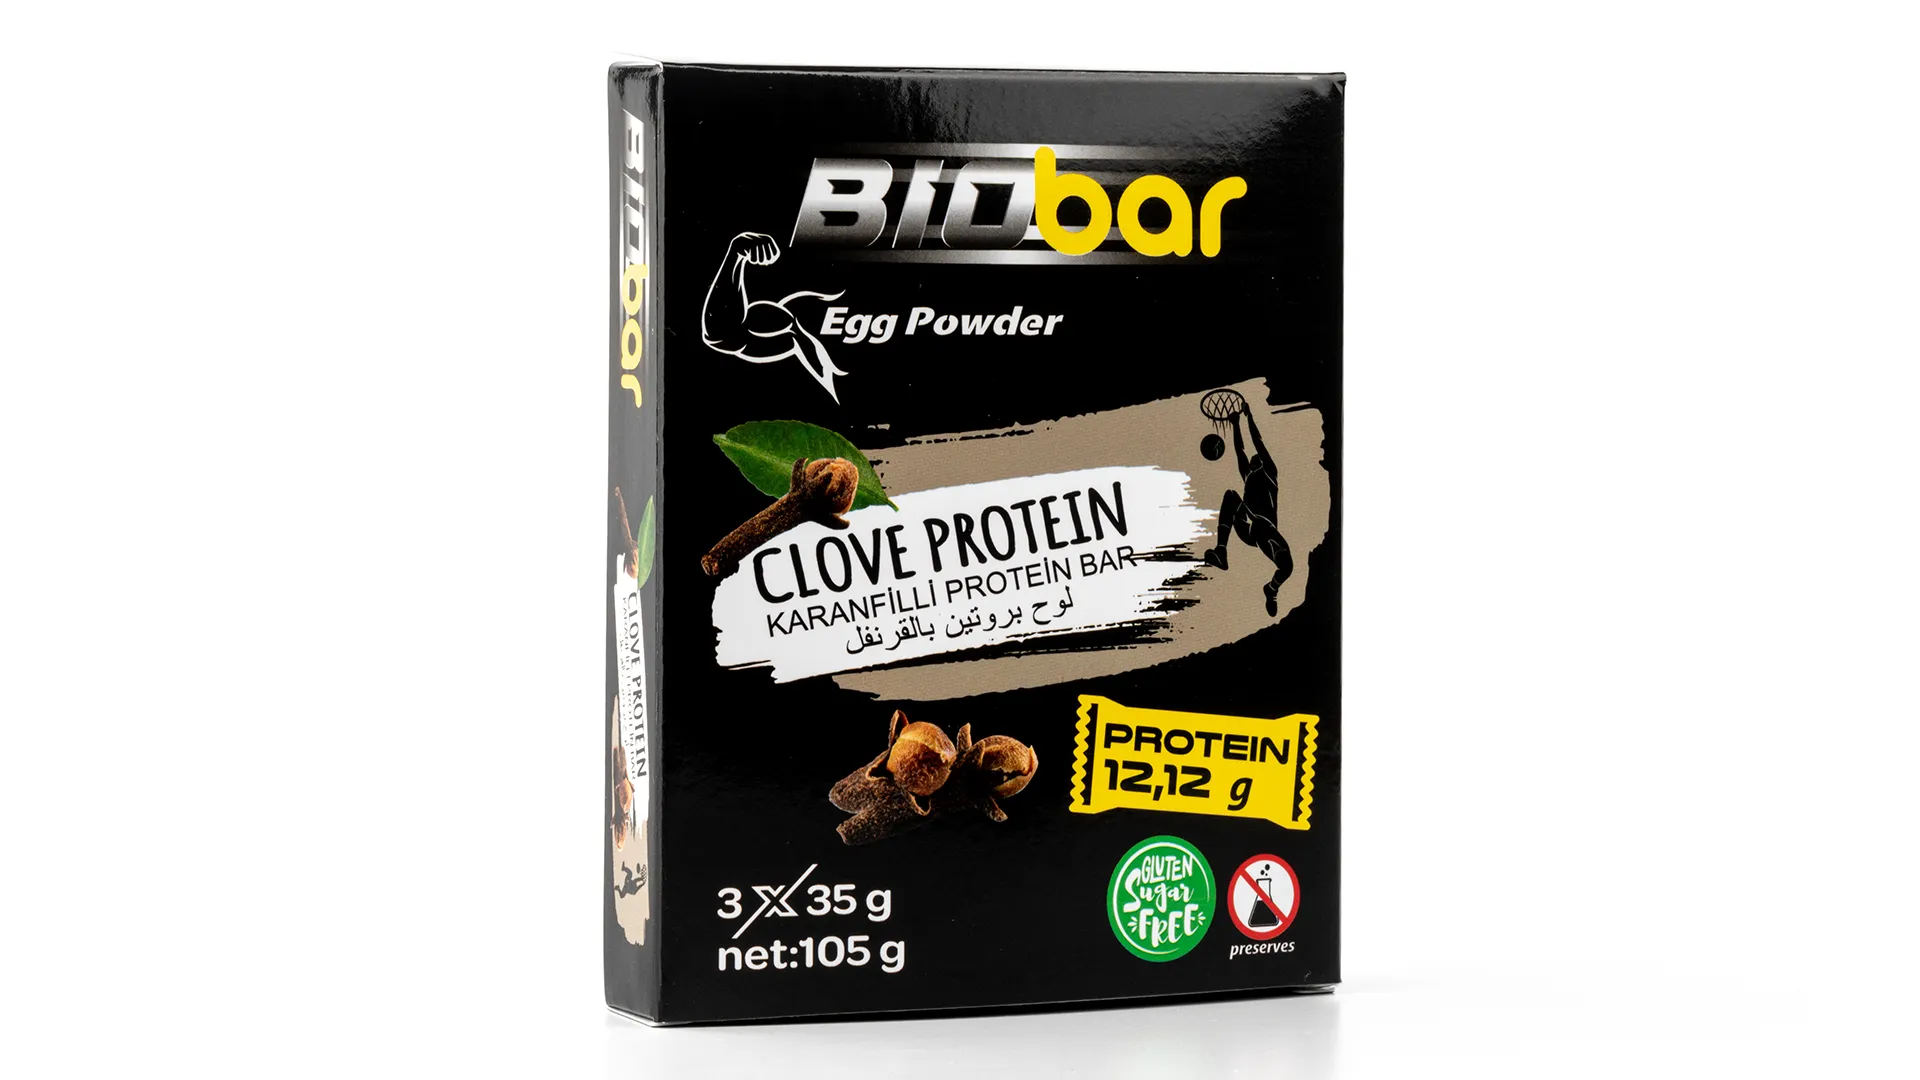 BIObar
Egg Powder
CLOVE PROTEIN
KARANFİLLİ PROTEİN BAR
لوح بروتين بالقرنفل
PROTEIN
12,12 g
3 X 35 g
net:105 g
GLUTEN
Sugar
FREE
preserves
BIObar
CLOVE PROTEIN